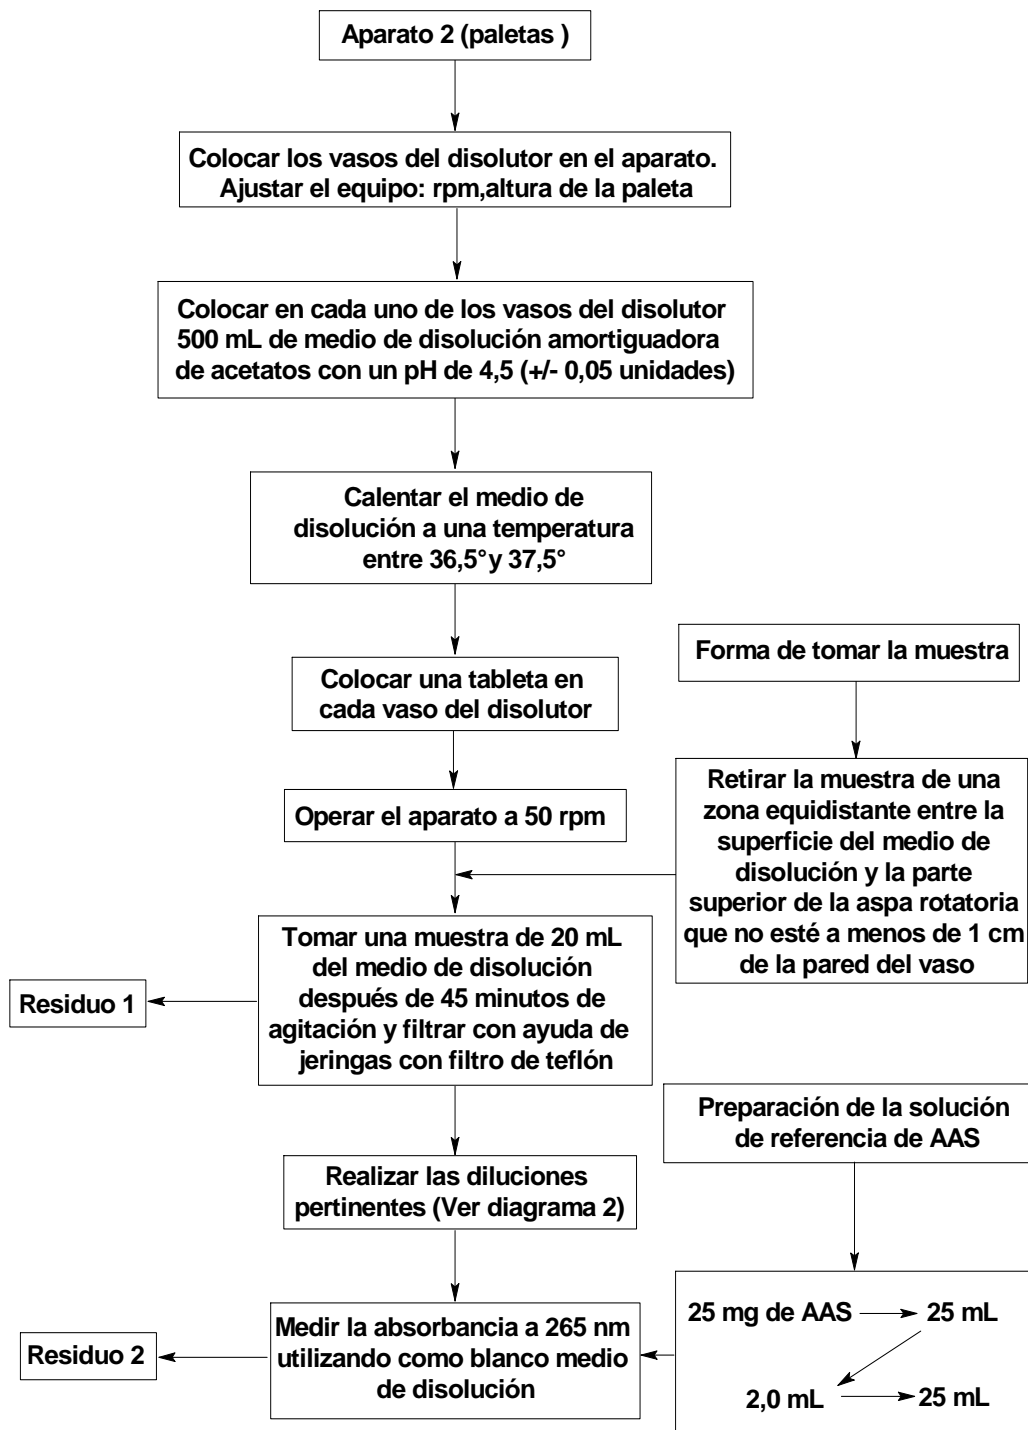 Aparato 2 (paletas )
Colocar los vasos del disolutor en el aparato.
Ajustar el equipo: rpm,altura de la paleta
Colocar en cada uno de los vasos del disolutor
500 mL de medio de disolución amortiguadora
de acetatos con un pH de 4,5 (+/- 0,05 unidades)
Calentar el medio de
disolución a una temperatura
entre 36,5° y 37,5°
Colocar una tableta en
cada vaso del disolutor
Operar el aparato a 50 rpm
Forma de tomar la muestra
Retirar la muestra de una
zona equidistante entre la
superficie del medio de
disolución y la parte
superior de la aspa rotatoria
que no esté a menos de 1 cm
de la pared del vaso
Tomar una muestra de 20 mL
del medio de disolución
después de 45 minutos de
agitación y filtrar con ayuda de
jeringas con filtro de teflón
Residuo 1
Realizar las diluciones
pertinentes (Ver diagrama 2)
Preparación de la solución
de referencia de AAS
25 mg de AAS
25 mL
2,0 mL
25 mL
Medir la absorbancia a 265 nm
utilizando como blanco medio
de disolución
Residuo 2